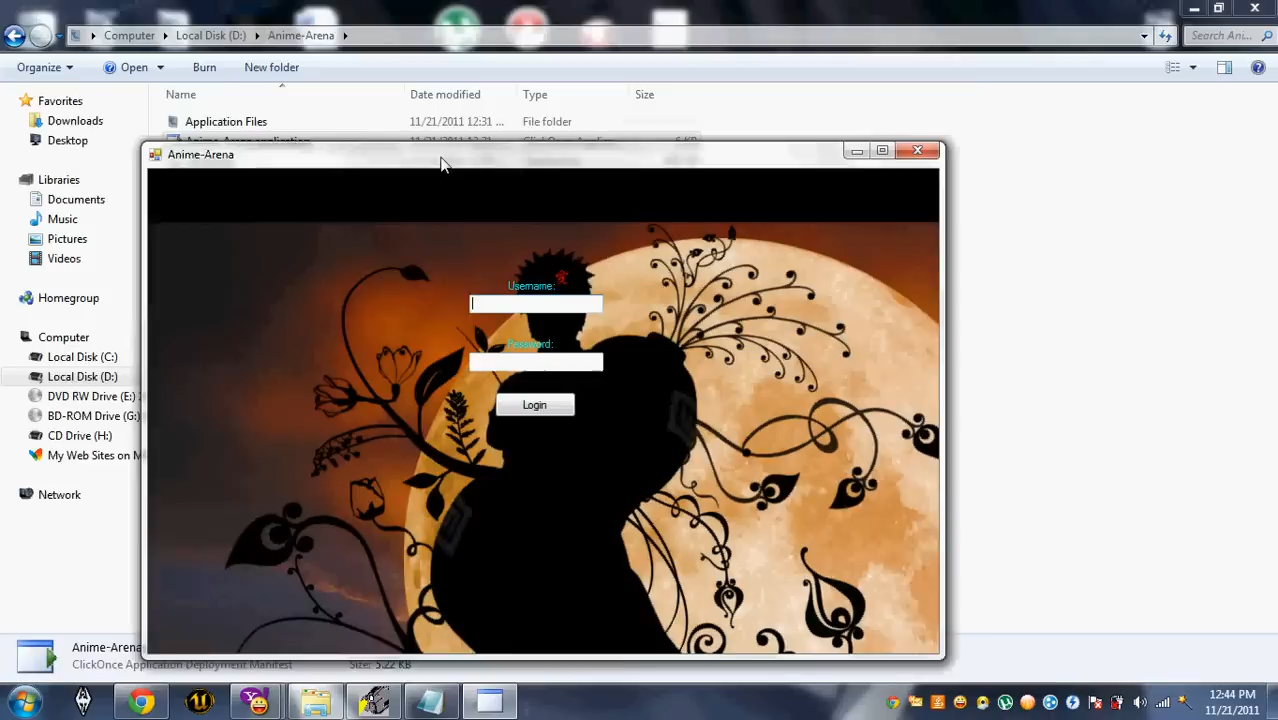 Computer Local Disk (D:) Anime-Arena
Search Ani...
Organize Open Burn New folder
Name Date modified Type Size
Favorites
Downloads
Desktop
Libraries
Documents
Music
Pictures
Videos
Homegroup
Computer
Local Disk (C:)
Local Disk (D:)
DVD RW Drive (E:)
BD-ROM Drive (G:)
CD Drive (H:)
My Web Sites on M
Network
Application Files 11/21/2011 12:31 ... File folder
Anime-Arena
Username:
愛
Password:
Login
Anime-Arena
ClickOnce Application Deployment Manifest
Size: 5.22 KB
12:44 PM
11/21/2011